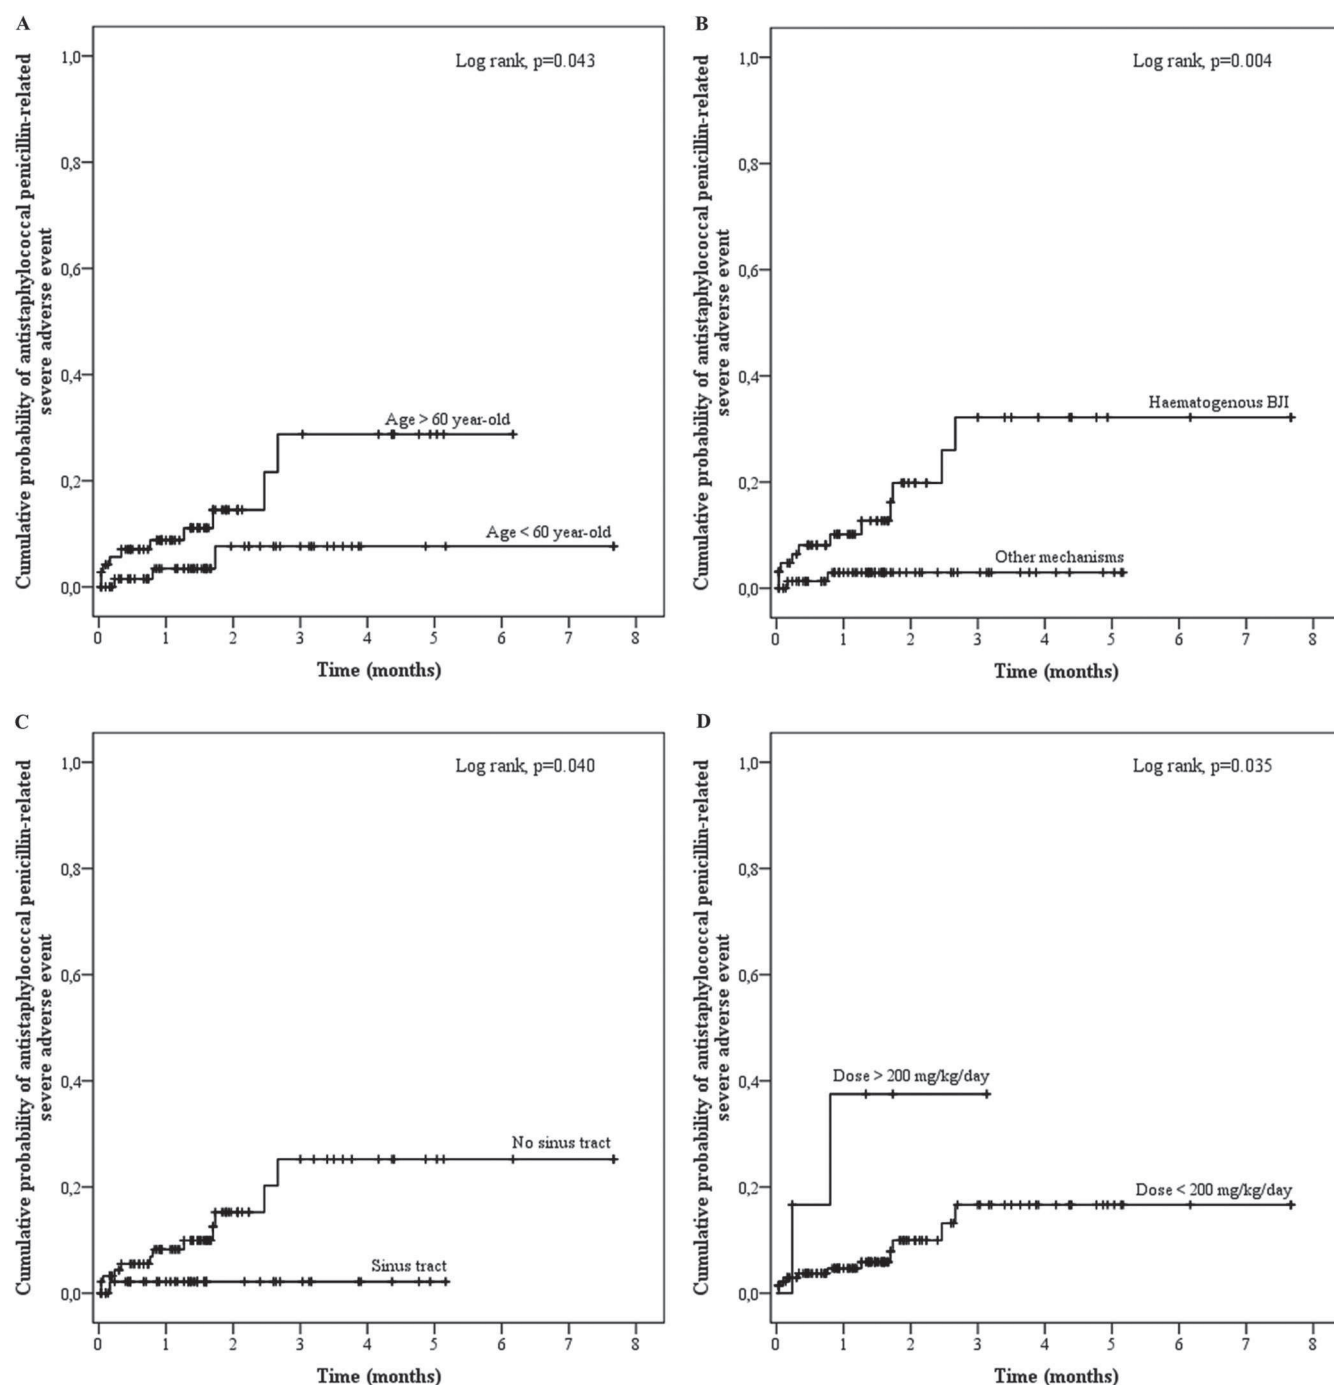 A
Cumulative probability of antistaphylococcal penicillin-related
severe adverse event
1,0
0,8
0,6
0,4
0,2
0,0
Log rank, p=0.043
Age > 60 year-old
Age < 60 year-old
0 1 2 3 4 5 6 7 8
Time (months)
B
Cumulative probability of antistaphylococcal penicillin-related
severe adverse event
1,0
0,8
0,6
0,4
0,2
0,0
Log rank, p=0.004
Haematogenous BJI
Other mechanisms
0 1 2 3 4 5 6 7 8
Time (months)
C
Cumulative probability of antistaphylococcal penicillin-related
severe adverse event
1,0
0,8
0,6
0,4
0,2
0,0
Log rank, p=0.040
No sinus tract
Sinus tract
0 1 2 3 4 5 6 7 8
Time (months)
D
Cumulative probability of antistaphylococcal penicillin-related
severe adverse event
1,0
0,8
0,6
0,4
0,2
0,0
Log rank, p=0.035
Dose > 200 mg/kg/day
Dose < 200 mg/kg/day
0 1 2 3 4 5 6 7 8
Time (months)